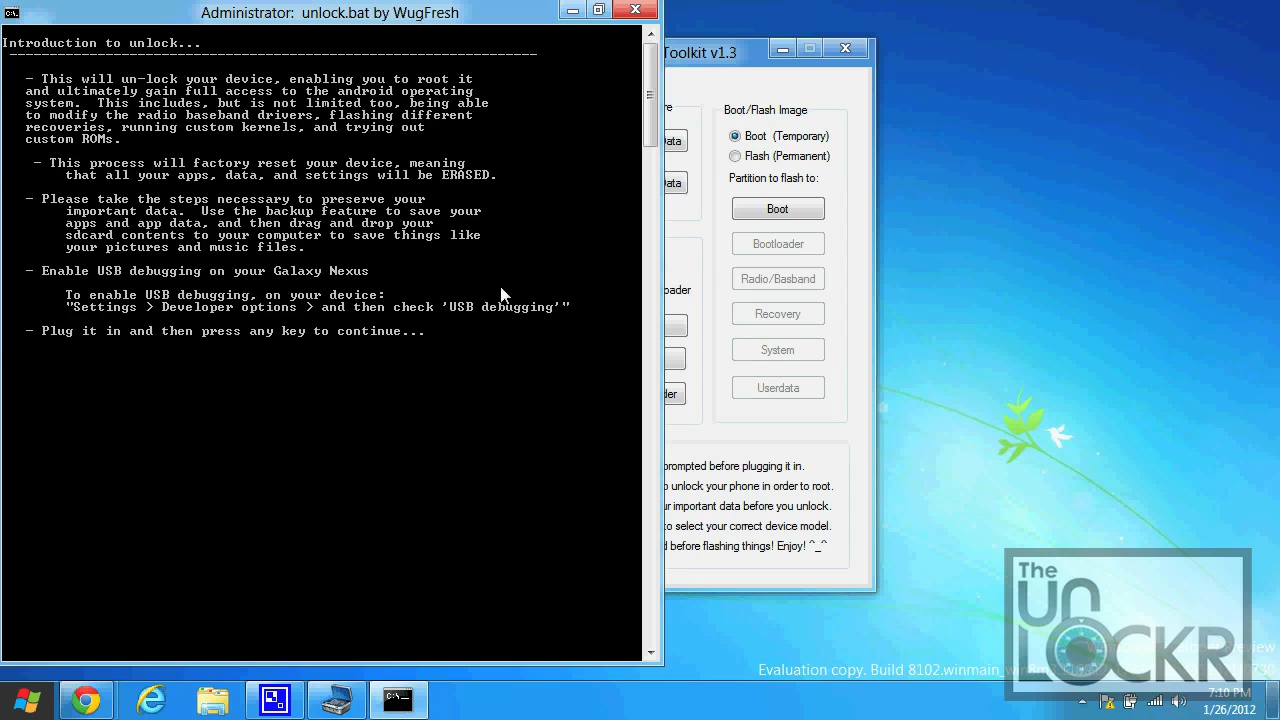 Administrator: unlock.bat by WugFresh
Introduction to unlock...
- This will un-lock your device, enabling you to root it
and ultimately gain full access to the android operating
system. This includes, but is not limited too, being able
to modify the radio baseband drivers, flashing different
recoveries, running custom kernels, and trying out
custom ROMs.
- This process will factory reset your device, meaning
that all your apps, data, and settings will be ERASED.
- Please take the steps necessary to preserve your
important data. Use the backup feature to save your
apps and app data, and then drag and drop your
sdcard contents to your computer to save things like
your pictures and music files.
- Enable USB debugging on your Galaxy Nexus
To enable USB debugging, on your device:
"Settings > Developer options > and then check 'USB debugging'"
- Plug it in and then press any key to continue...
Toolkit v1.3
Boot/Flash Image
Boot (Temporary)
Flash (Permanent)
Partition to flash to:
Boot
Bootloader
Radio/Basband
Recovery
System
Userdata
prompted before plugging it in.
unlock your phone in order to root.
important data before you unlock.
to select your correct device model.
before flashing things! Enjoy! ^_^
The
UNLOCKR
Evaluation copy. Build 8102.winmain
7:10 PM
1/26/2012